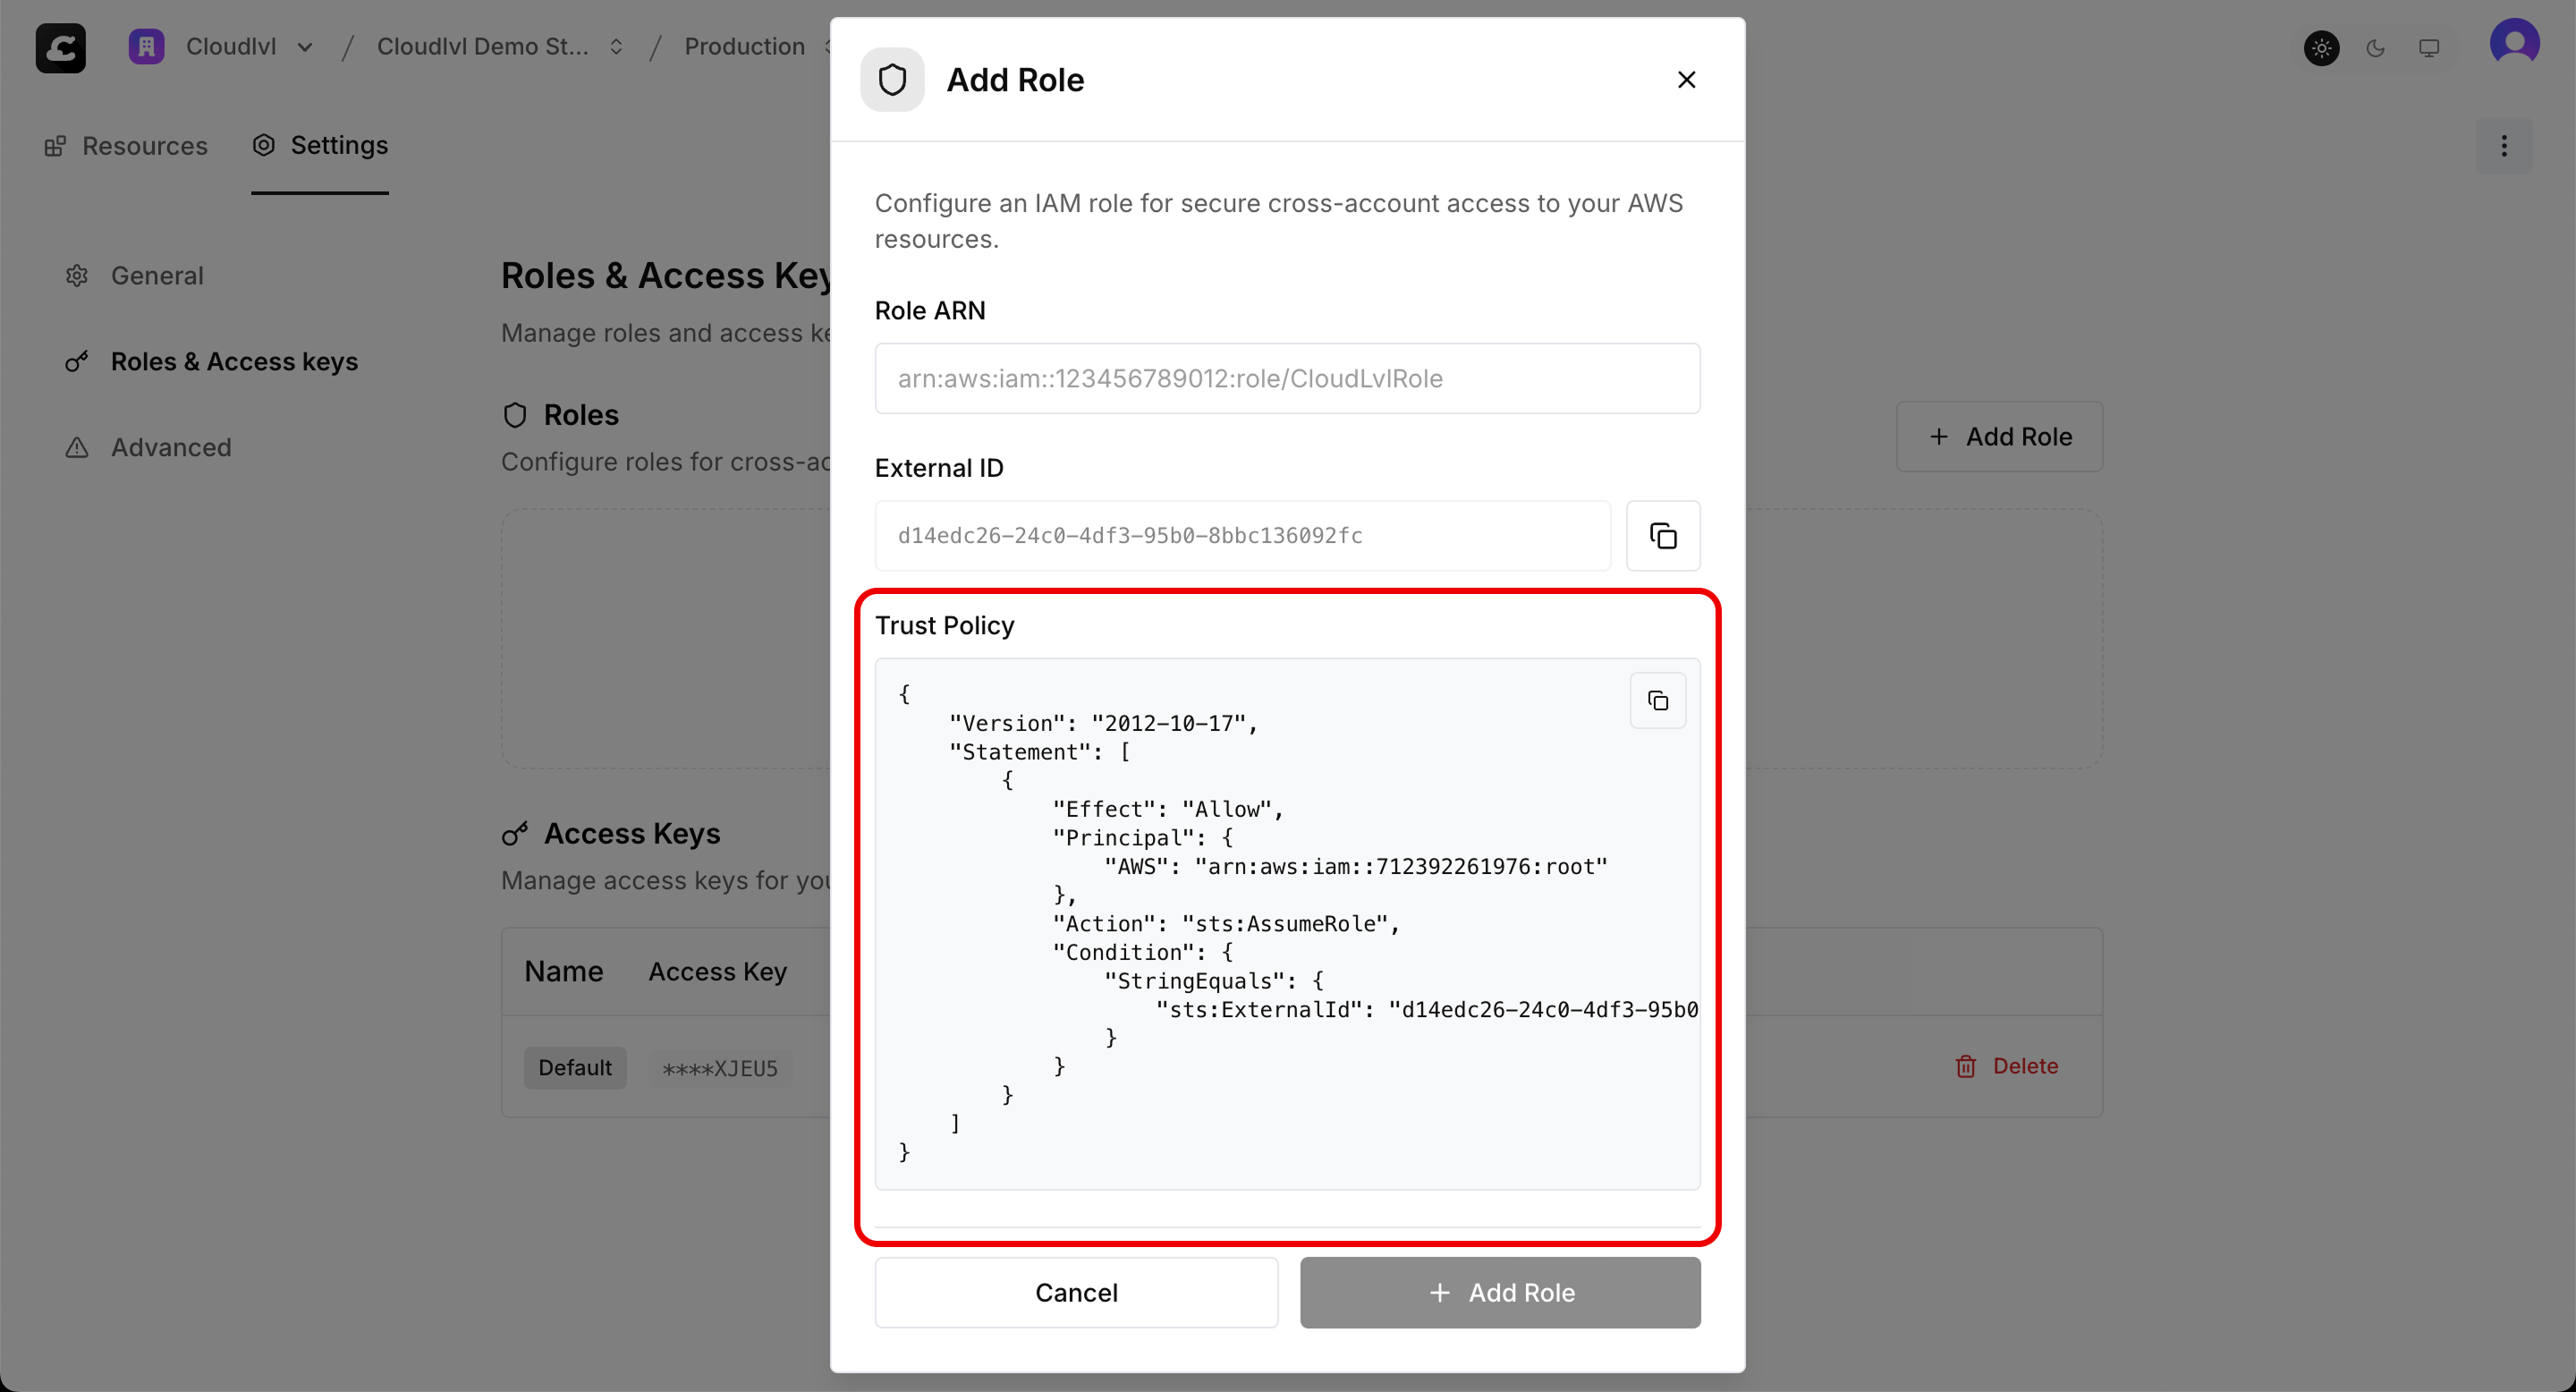 Cloudlvl / Cloudlvl Demo St... / Production
Resources
Settings
General
Roles & Access keys
Advanced
Roles & Access Key
Manage roles and access ke
Roles
Configure roles for cross-ac
+ Add Role
Access Keys
Manage access keys for you
Name Access Key
Default ****XJEU5
Delete
Add Role
Configure an IAM role for secure cross-account access to your AWS
resources.
Role ARN
arn:aws:iam::123456789012:role/CloudLvlRole
External ID
d14edc26-24c0-4df3-95b0-8bbc136092fc
Trust Policy
{
    "Version": "2012-10-17",
    "Statement": [
        {
            "Effect": "Allow",
            "Principal": {
                "AWS": "arn:aws:iam::712392261976:root"
            },
            "Action": "sts:AssumeRole",
            "Condition": {
                "StringEquals": {
                    "sts:ExternalId": "d14edc26-24c0-4df3-95b0
                }
            }
        }
    ]
}
Cancel
+ Add Role